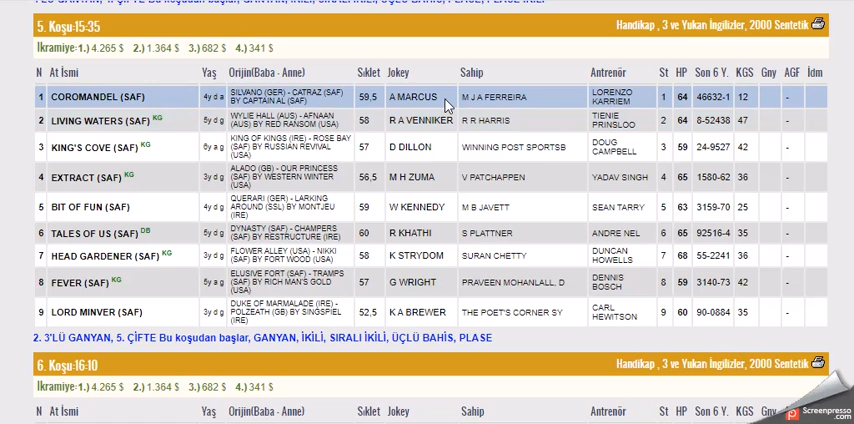 5. Koşu:15-35 Handikap , 3 ve Yukarı İngilizler, 2000 Sentetik
İkramiye:1.) 4.265 $ 2.) 1.364 $ 3.) 682 $ 4.) 341 $
N At İsmi Yaş Orijin(Baba - Anne) Sıklet Jokey Sahip Antrenör St HP Son 6 Y. KGS Gny AGF İdm
1 COROMANDEL (SAF) 4y d a SILVANO (GER) - CATRAZ (SAF) BY CAPTAIN AL (SAF) 59,5 A MARCUS M J A FERREIRA LORENZO KARRIEM 1 64 46632-1 12 -
2 LIVING WATERS (SAF) KG 5y d g WYLIE HALL (AUS) - AFNAAN (AUS) BY RED RANSOM (USA) 58 R A VENNIKER R R HARRIS TIENIE PRINSLOO 2 64 8-52438 47 -
3 KING'S COVE (SAF) KG 6y a g KING OF KINGS (IRE) - ROSE BAY (SAF) BY RUSSIAN REVIVAL (USA) 57 D DILLON WINNING POST SPORTSB DOUG CAMPBELL 3 59 24-9527 42 -
4 EXTRACT (SAF) KG 3y d g ALADO (GB) - OUR PRINCESS (SAF) BY WESTERN WINTER (USA) 56,5 M H ZUMA V PATCHAPPEN YADAV SINGH 4 65 1580-62 36 -
5 BIT OF FUN (SAF) 4y d g QUERARI (GER) - LARKING AROUND (SSL) BY MONTJEU (IRE) 59 W KENNEDY M B JAVETT SEAN TARRY 5 63 3159-70 25 -
6 TALES OF US (SAF) DB 5y d g DYNASTY (SAF) - CHAMPERS (SAF) BY RESTRUCTURE (IRE) 60 R KHATHI S PLATTNER ANDRE NEL 6 65 92516-4 35 -
7 HEAD GARDENER (SAF) KG 3y d g FLOWER ALLEY (USA) - NIKKI (SAF) BY FORT WOOD (USA) 58 K STRYDOM SURAN CHETTY DUNCAN HOWELLS 7 68 55-2241 36 -
8 FEVER (SAF) KG 5y a g ELUSIVE FORT (SAF) - TRAMPS (SAF) BY RICH MAN'S GOLD (USA) 57 G WRIGHT PRAVEEN MOHANLALL, D DENNIS BOSCH 8 59 3140-73 42 -
9 LORD MINVER (SAF) 3y d g DUKE OF MARMALADE (IRE) - POLZEATH (GB) BY SINGSPIEL (IRE) 52,5 K A BREWER THE POET'S CORNER SY CARL HEWITSON 9 60 90-0884 35 -
2. 3'LÜ GANYAN, 5. ÇİFTE Bu koşudan başlar, GANYAN, İKİLİ, SIRALI İKİLİ, ÜÇLÜ BAHİS, PLASE
6. Koşu:16-10 Handikap , 3 ve Yukarı İngilizler, 2000 Sentetik
İkramiye:1.) 4.265 $ 2.) 1.364 $ 3.) 682 $ 4.) 341 $
N At İsmi Yaş Orijin(Baba - Anne) Sıklet Jokey Sahip Antrenör St HP Son 6 Y. KGS Gny
Screenpresso
.com